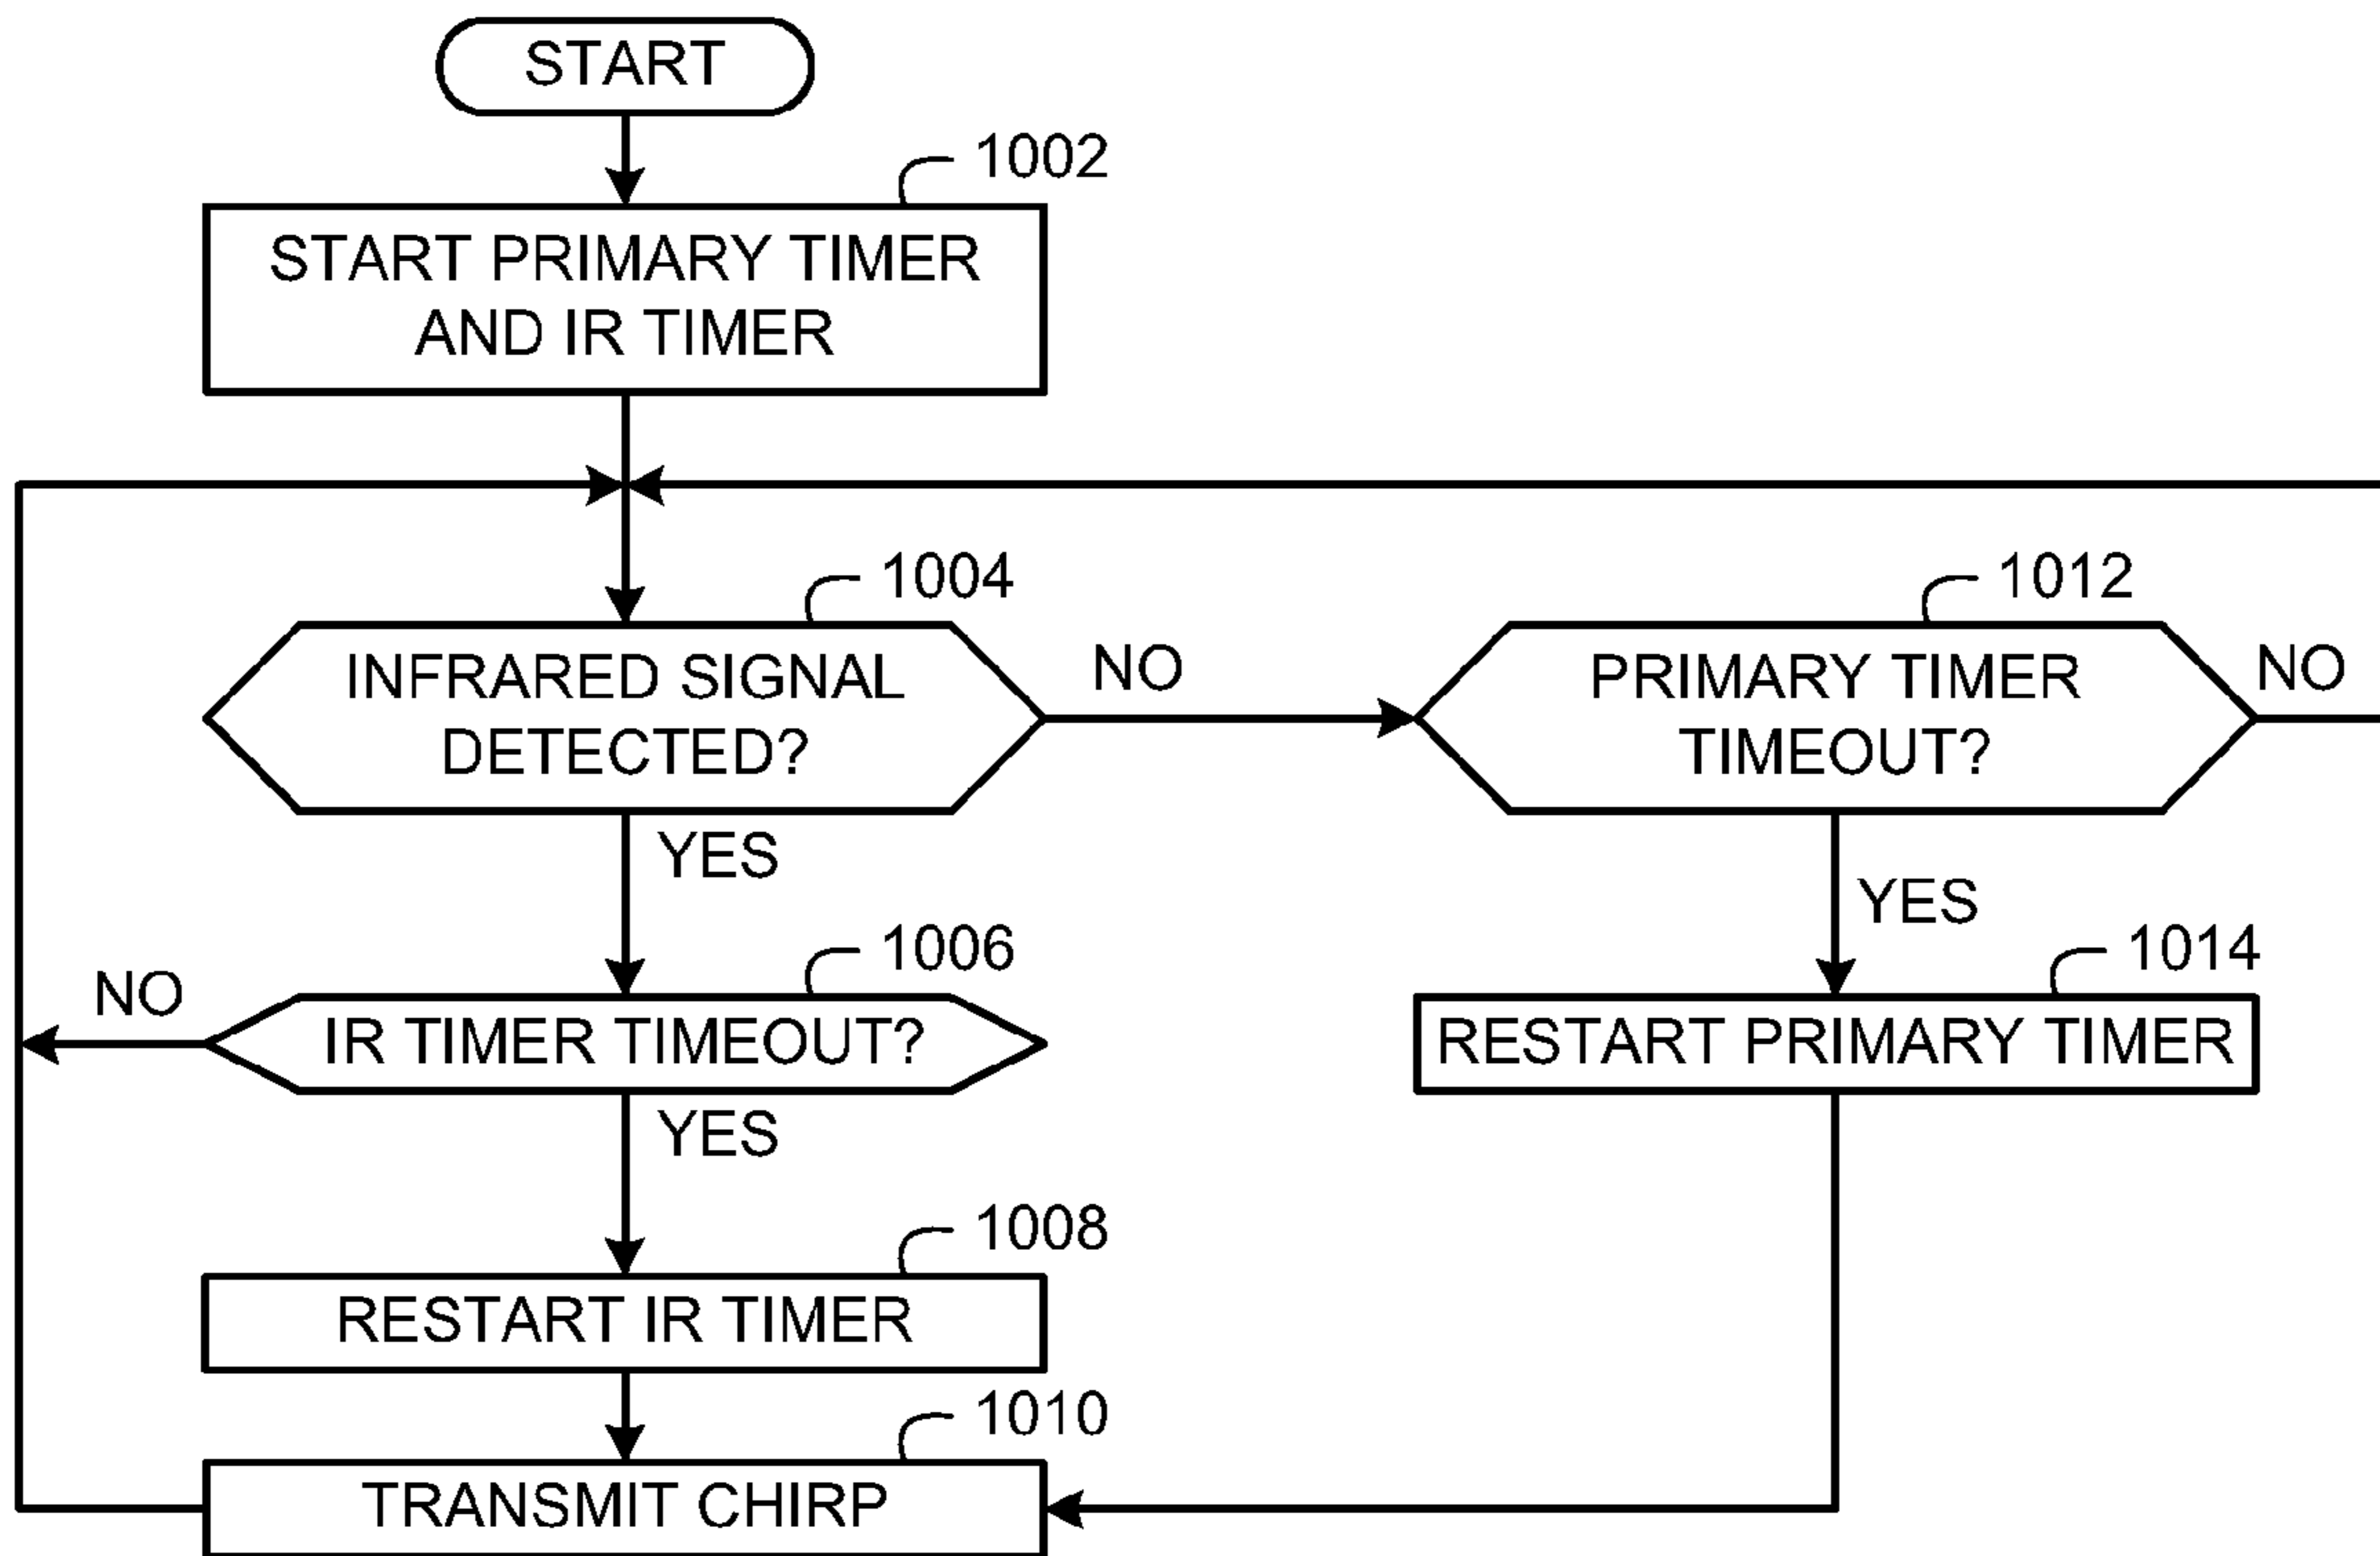 START
1002
START PRIMARY TIMER
AND IR TIMER
1004
INFRARED SIGNAL
DETECTED?
NO
1012
PRIMARY TIMER
TIMEOUT?
NO
YES
YES
1006
IR TIMER TIMEOUT?
NO
1014
RESTART PRIMARY TIMER
YES
1008
RESTART IR TIMER
1010
TRANSMIT CHIRP